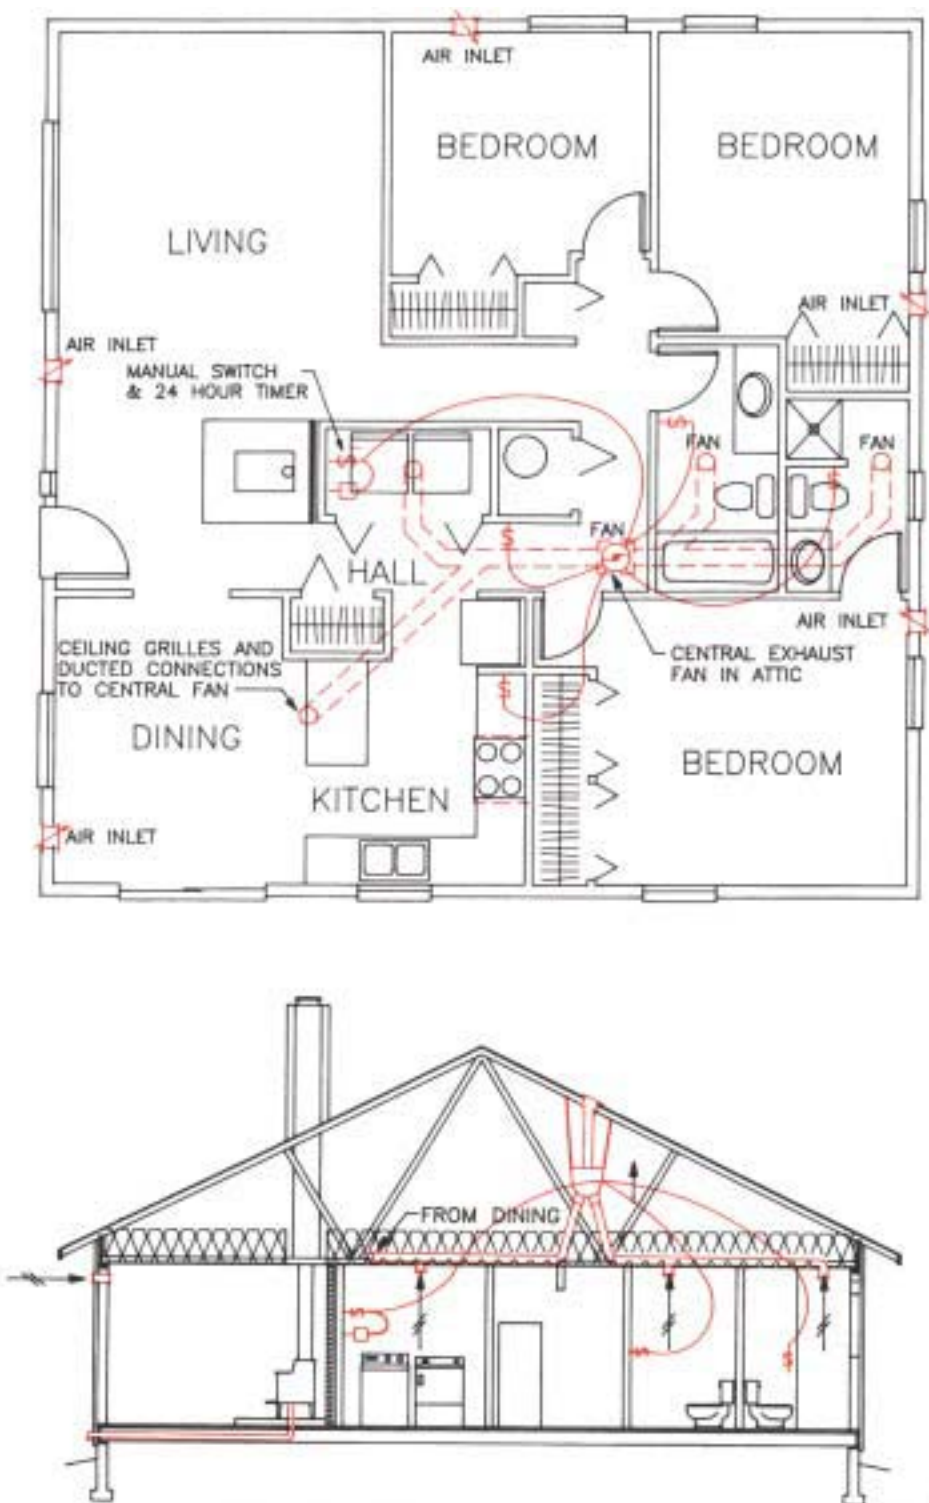 AIR INLET
BEDROOM
BEDROOM
LIVING
AIR INLET
AIR INLET
MANUAL SWITCH
& 24 HOUR TIMER
FAN
FAN
FAN
HALL
AIR INLET
CEILING GRILLES AND
DUCTED CONNECTIONS
TO CENTRAL FAN
CENTRAL EXHAUST
FAN IN ATTIC
DINING
BEDROOM
KITCHEN
AIR INLET
FROM DINING